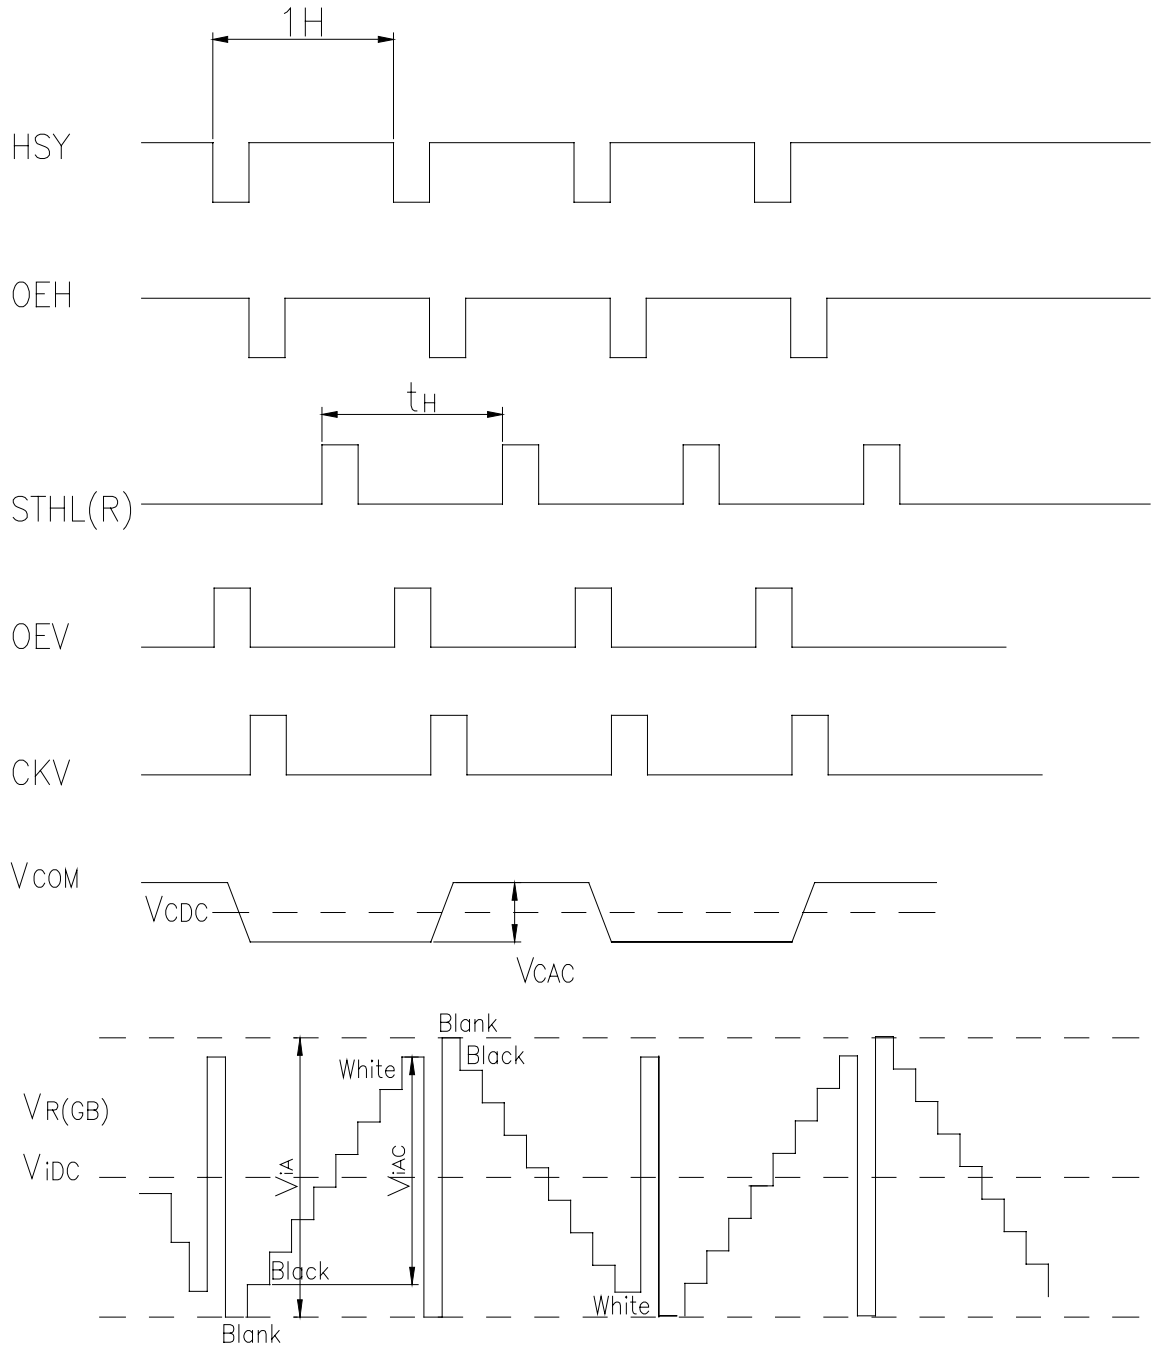 1H
HSY
OEH
tH
STHL(R)
OEV
CKV
VCOM
VCDC
VCAC
Blank
White
Black
VR(GB)
ViDC
ViA
ViAC
Black
White
Blank